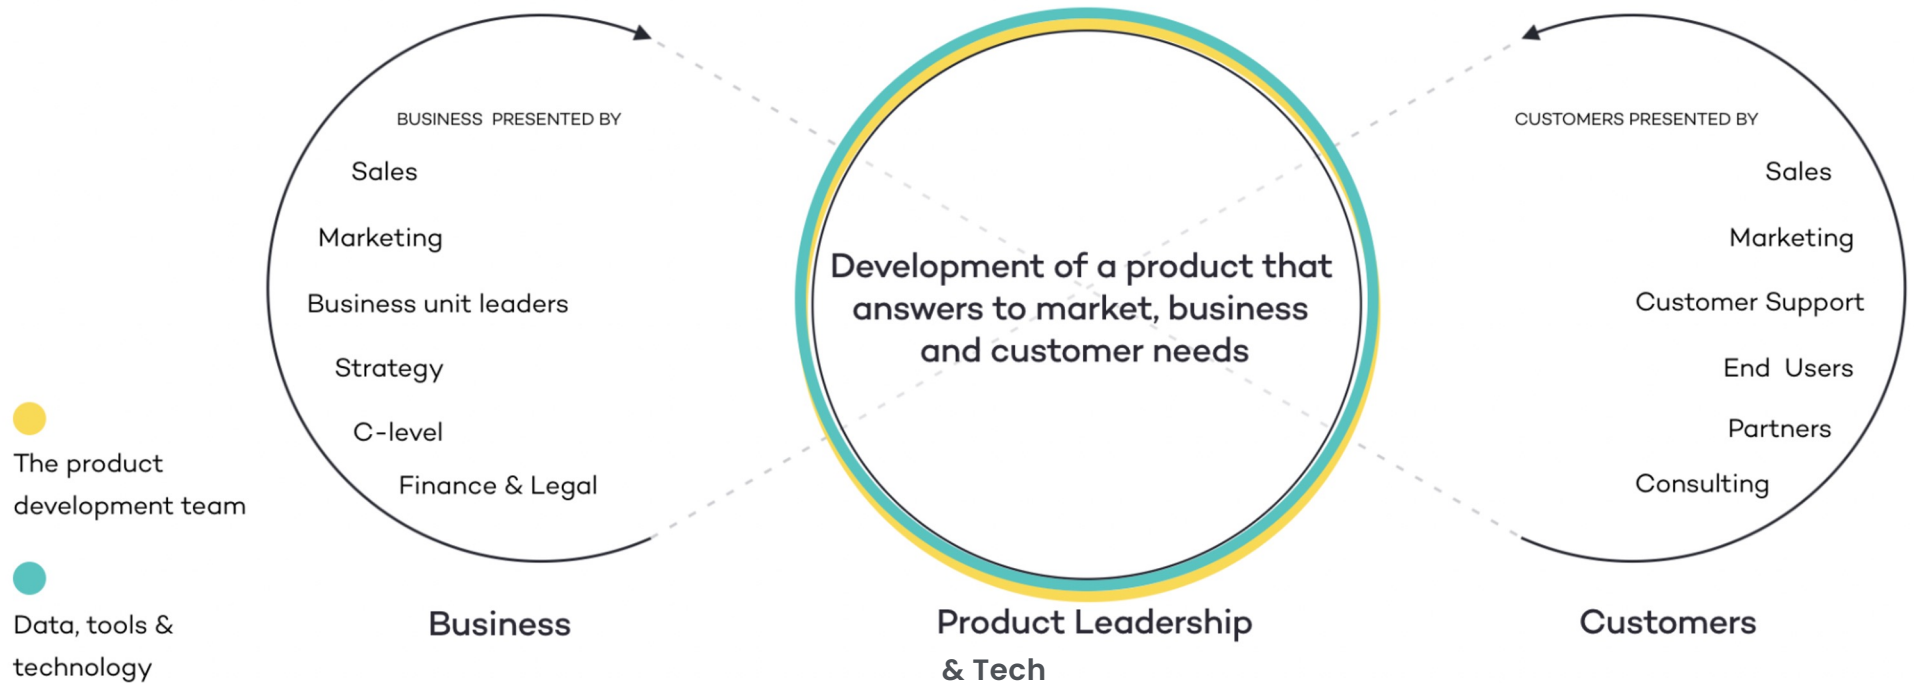 BUSINESS PRESENTED BY
Sales
Marketing
Business unit leaders
Strategy
C-level
Finance & Legal
Business
The product
development team
Data, tools &
technology
Development of a product that
answers to market, business
and customer needs
Product Leadership
& Tech
CUSTOMERS PRESENTED BY
Sales
Marketing
Customer Support
End Users
Partners
Consulting
Customers